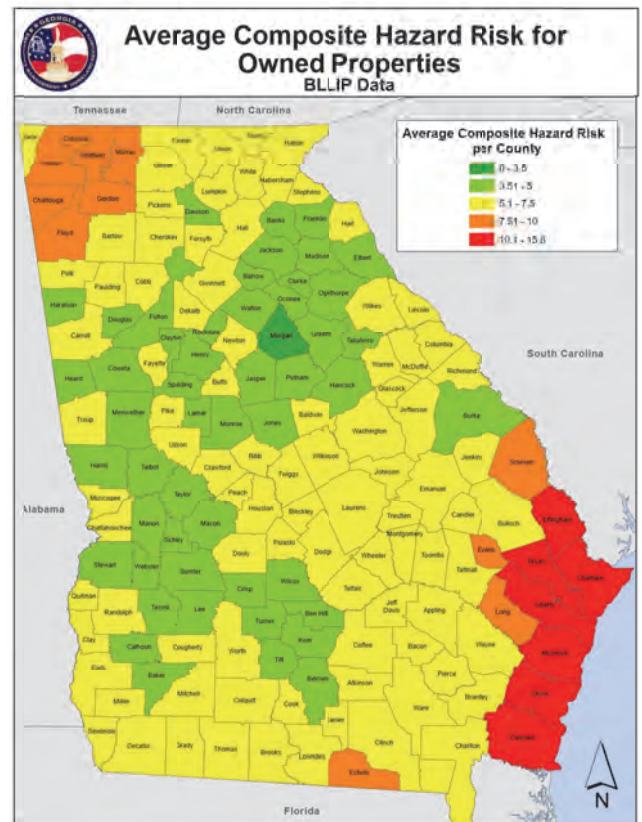 GEORGIA
Average Composite Hazard Risk for
Owned Properties
BLLIP Data
Tennessee
North Carolina
Average Composite Hazard Risk
per County
0 - 3.5
3.51 - 5
5.1 - 7.5
7.51 - 10
South Carolina
Alabama
Florida
N
Catoosa
Whitfield
Murray
Fannin
Union
Towns
Rabun
Gilmer
White
Habersham
Stephens
Lumpkin
Chattooga
Gordon
Pickens
Dawson
Banks
Franklin
Hart
Floyd
Bartow
Cherokee
Forsyth
Hall
Jackson
Madison
Elbert
Polk
Paulding
Cobb
Gwinnett
Barrow
Clarke
Oconee
Oglethorpe
Wilkes
Lincoln
Haralson
Douglas
Fulton
Dekalb
Walton
Rockdale
Newton
Morgan
Greene
Taliaferro
Columbia
McDuffie
Warren
Richmond
Glascock
Carroll
Clayton
Henry
Fayette
Heard
Coweta
Spalding
Butts
Jasper
Putnam
Hancock
Jefferson
Burke
Troup
Meriwether
Pike
Lamar
Monroe
Jones
Baldwin
Washington
Upson
Bibb
Wilkinson
Jenkins
Screven
Harris
Talbot
Crawford
Twiggs
Johnson
Emanuel
Muscogee
Taylor
Peach
Houston
Bleckley
Laurens
Treutlen
Candler
Bulloch
Effingham
Chattahoochee
Marion
Macon
Schley
Pulaski
Dodge
Montgomery
Wheeler
Toombs
Tattnall
Evans
Bryan
Chatham
Stewart
Webster
Sumter
Dooly
Wilcox
Telfair
Long
Liberty
Quitman
Randolph
Terrell
Lee
Crisp
Turner
Ben Hill
Jeff
Davis
Appling
Wayne
McIntosh
Clay
Calhoun
Dougherty
Worth
Tift
Irwin
Coffee
Bacon
Pierce
Early
Baker
Mitchell
Colquitt
Cook
Berrien
Atkinson
Ware
Brantley
Glynn
Miller
Lanier
Clinch
Charlton
Camden
Seminole
Decatur
Grady
Thomas
Brooks
Lowndes
Echols